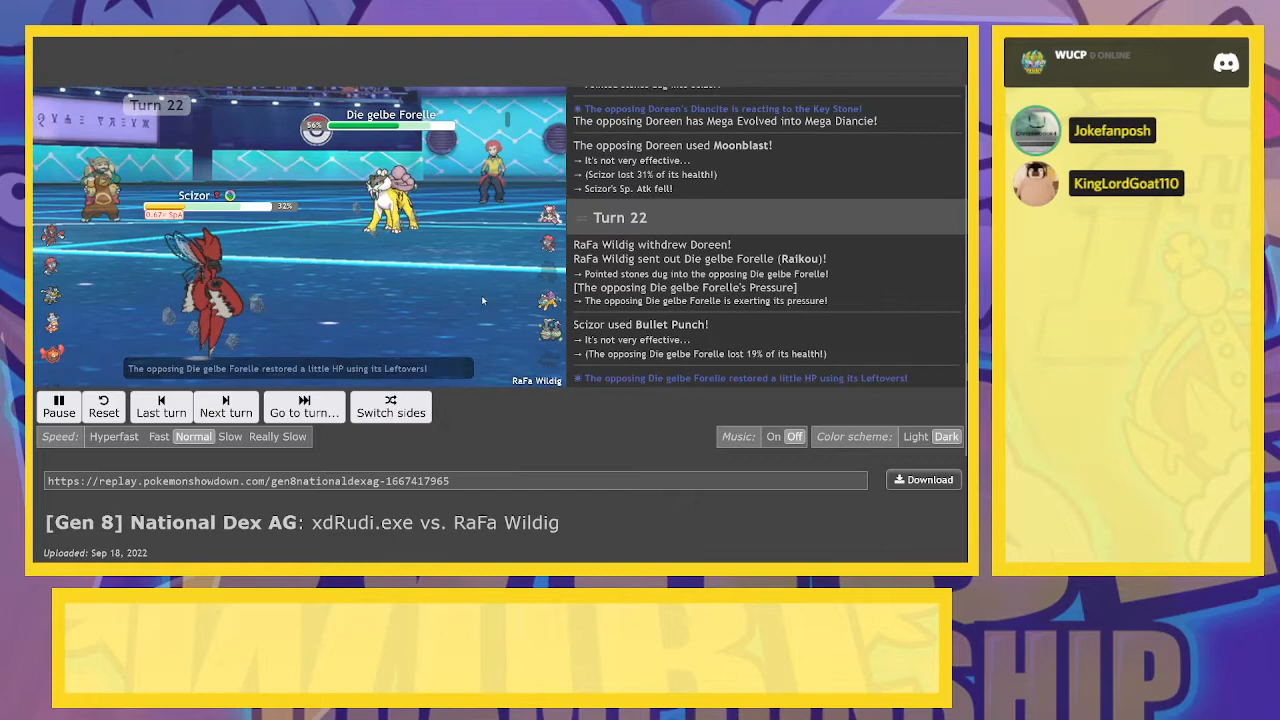 Turn 22
Die gelbe Forelle
56%
Scizor
32%
0.67× SpA
The opposing Die gelbe Forelle restored a little HP using its Leftovers!
RaFa Wildig
※ The opposing Doreen's Diancite is reacting to the Key Stone!
The opposing Doreen has Mega Evolved into Mega Diancie!
The opposing Doreen used Moonblast!
→ It's not very effective...
→ (Scizor lost 31% of its health!)
→ Scizor's Sp. Atk fell!
Turn 22
RaFa Wildig withdrew Doreen!
RaFa Wildig sent out Die gelbe Forelle (Raikou)!
→ Pointed stones dug into the opposing Die gelbe Forelle!
[The opposing Die gelbe Forelle's Pressure]
→ The opposing Die gelbe Forelle is exerting its pressure!
Scizor used Bullet Punch!
→ It's not very effective...
→ (The opposing Die gelbe Forelle lost 19% of its health!)
※ The opposing Die gelbe Forelle restored a little HP using its Leftovers!
Pause Reset Last turn Next turn Go to turn... Switch sides
Speed: Hyperfast Fast Normal Slow Really Slow
Music: On Off Color scheme: Light Dark
https://replay.pokemonshowdown.com/gen8nationaldexag-1667417965
Download
[Gen 8] National Dex AG: xdRudi.exe vs. RaFa Wildig
Uploaded: Sep 18, 2022
WUCP 0 ONLINE
Jokefanposh
KingLordGoat110